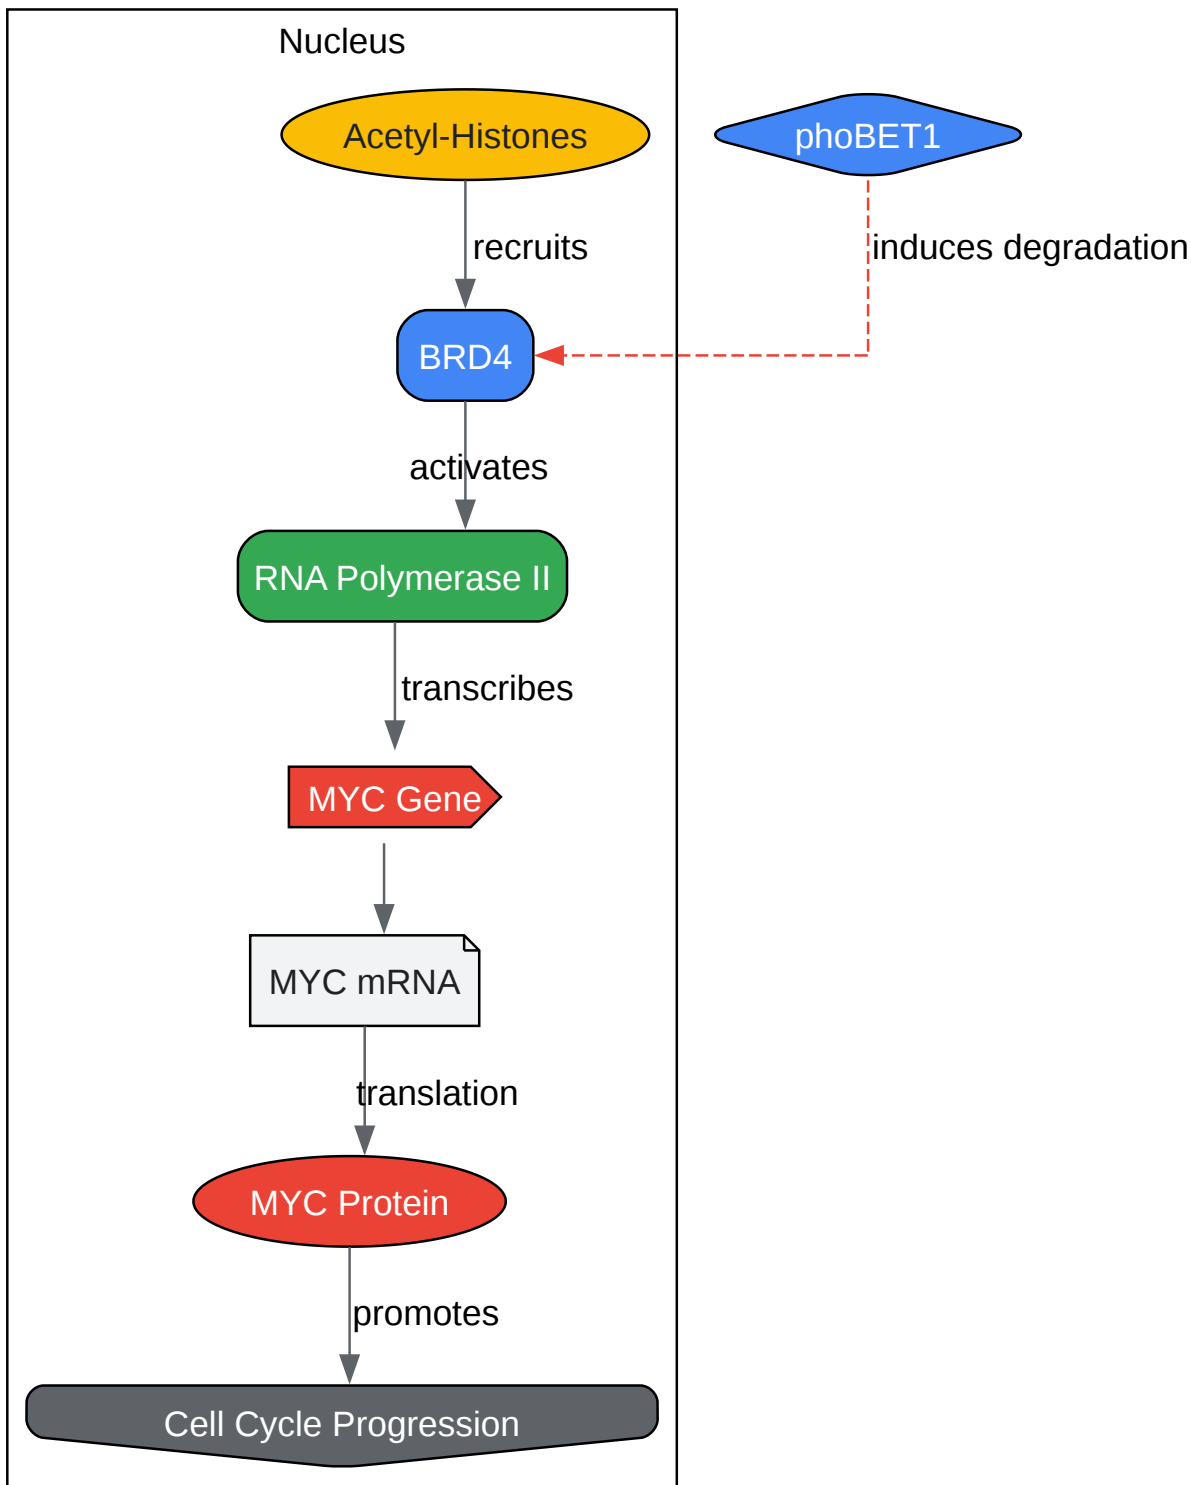 Nucleus
Acetyl-Histones
phoBET1
recruits
induces degradation
BRD4
activates
RNA Polymerase II
transcribes
MYC Gene
MYC mRNA
translation
MYC Protein
promotes
Cell Cycle Progression